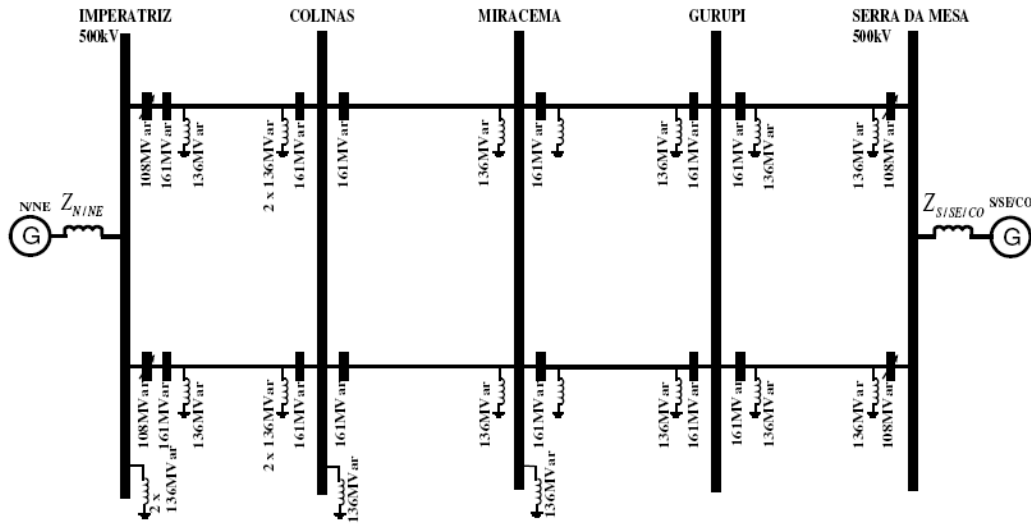 IMPERATRIZ
500kV
COLINAS
MIRACEMA
GURUPI
SERRA DA MESA
500kV
108MVar
161MVar
136MVar
2 x 136MVar
161MVar
161MVar
136MVar
161MVar
136MVar
161MVar
161MVar
136MVar
136MVar
108MVar
N/NE
Z N/NE
G
Z S/SE/CO
S/SE/CO
G
108MVar
161MVar
136MVar
2 x 136MVar
161MVar
161MVar
136MVar
161MVar
136MVar
161MVar
161MVar
136MVar
136MVar
108MVar
2 x
136MVar
136MVar
136MVar